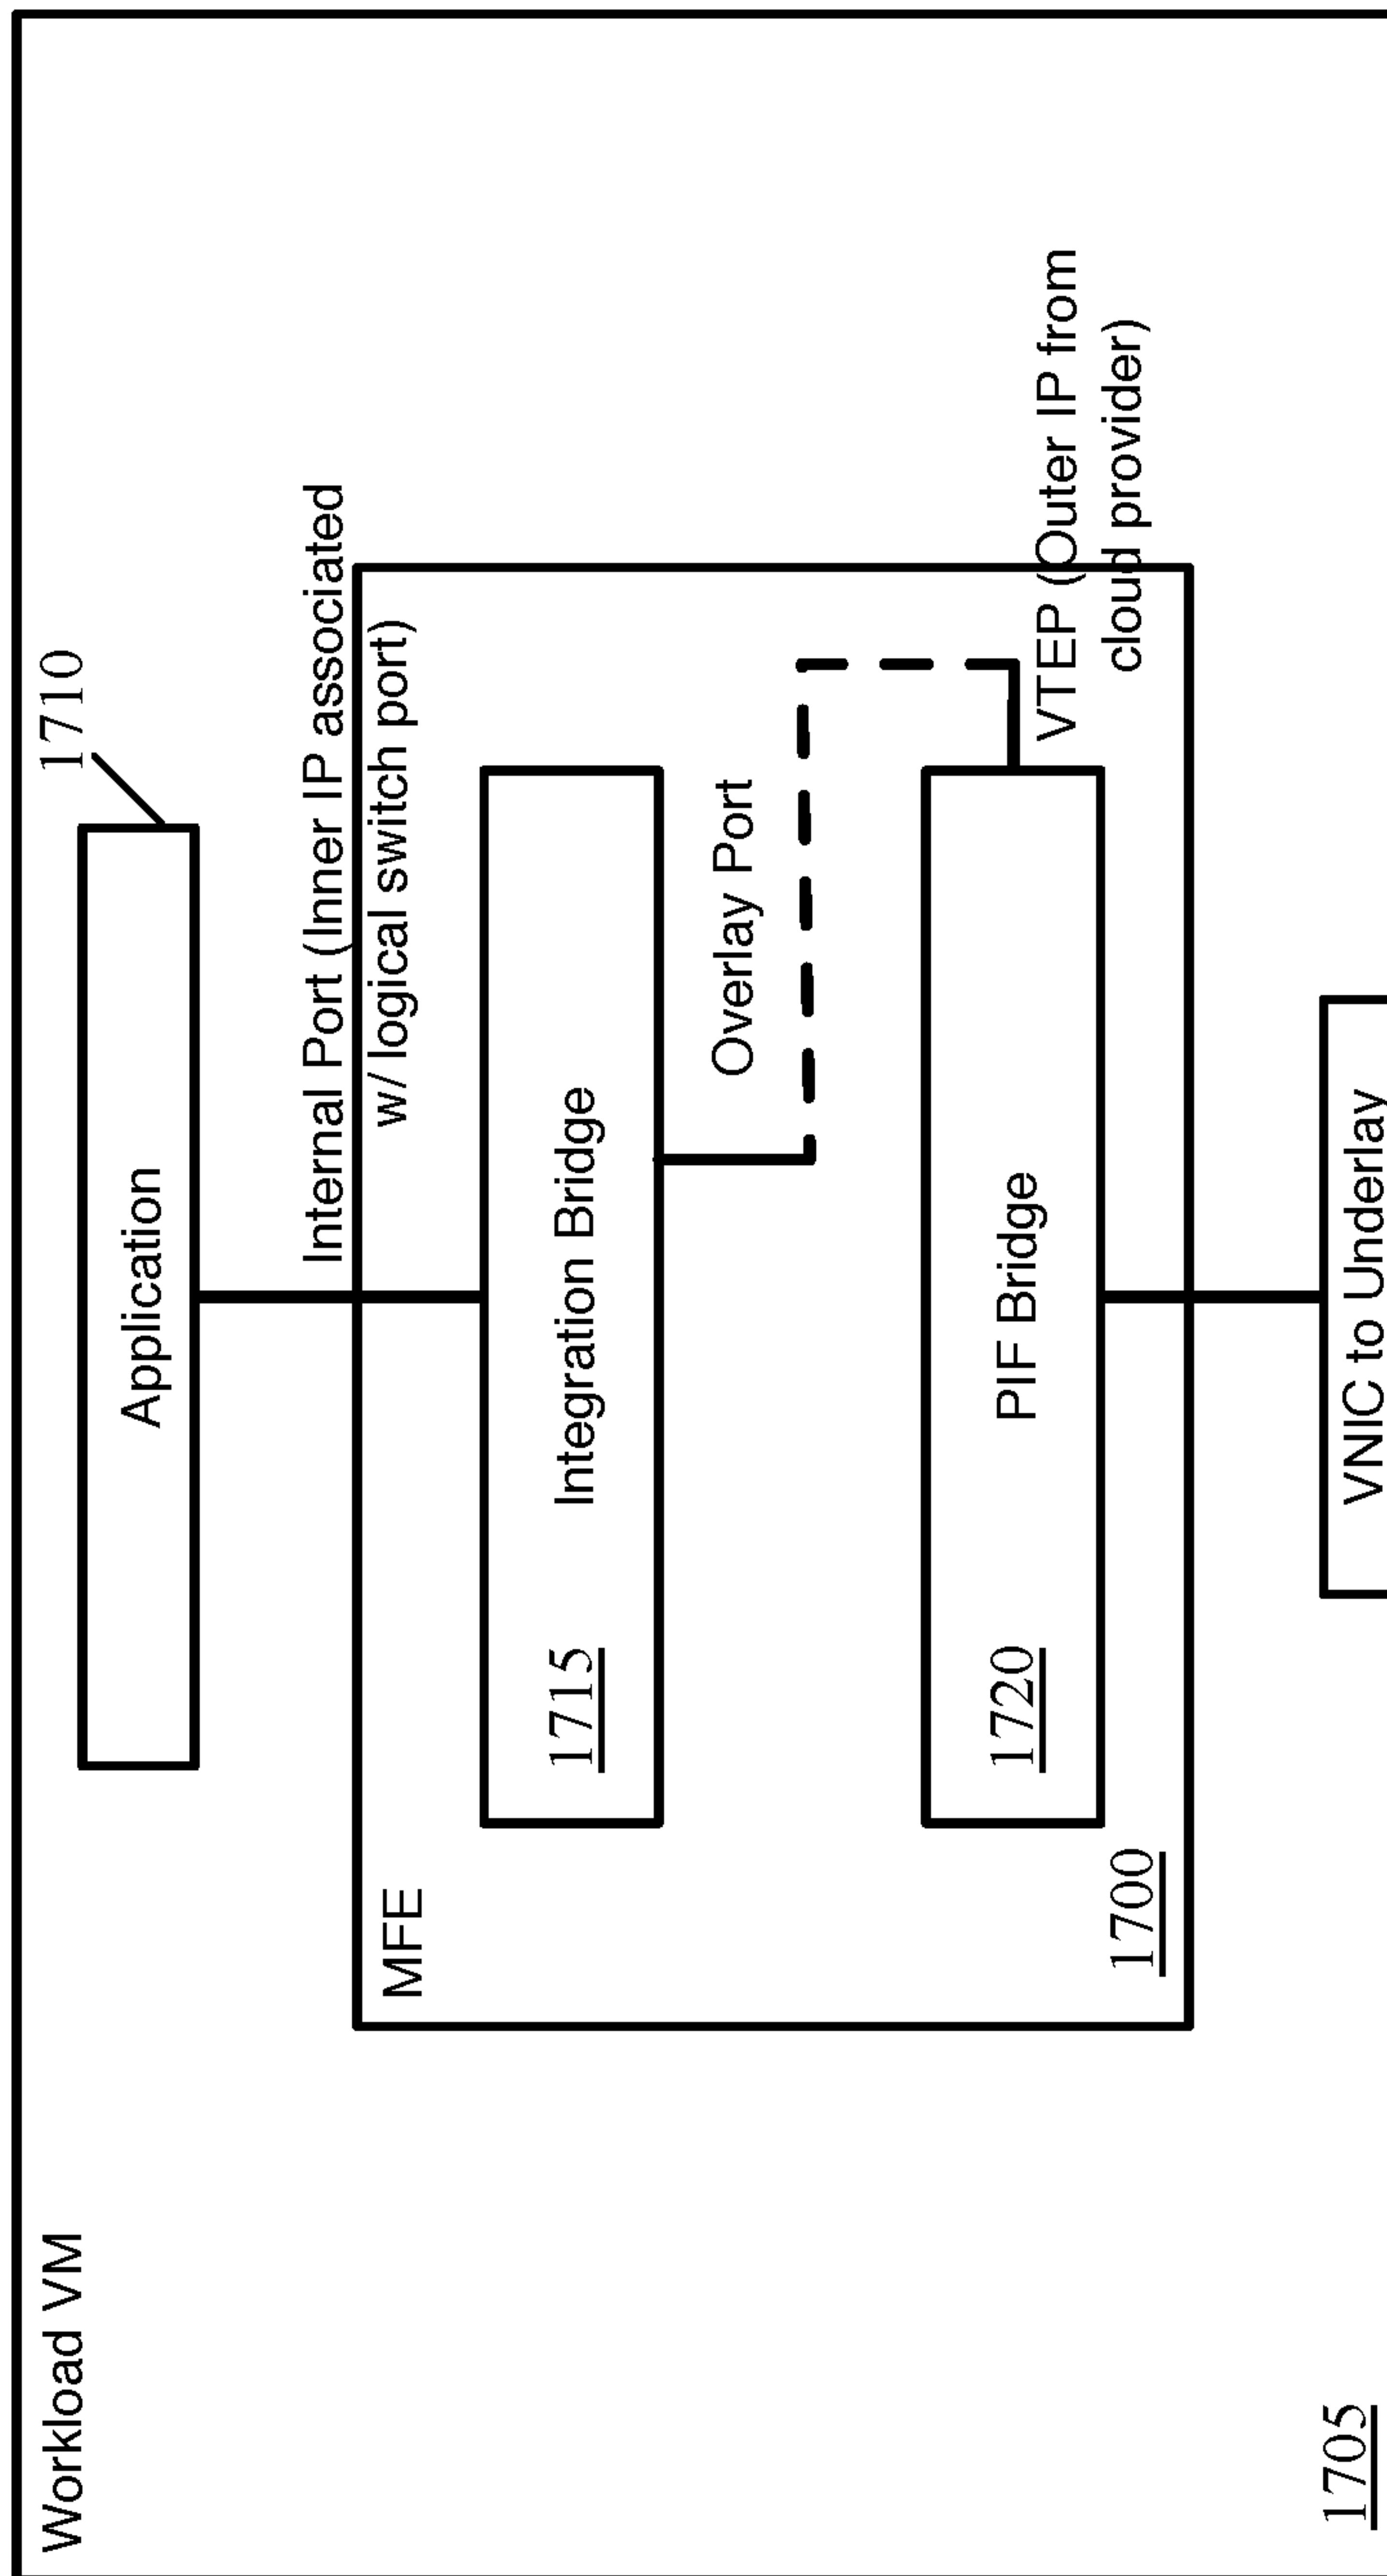 Workload VM
1710
Application
Internal Port (Inner IP associated
w/ logical switch port)
MFE
Integration Bridge
1715
Overlay Port
PIF Bridge
1720
VTEP (Outer IP from
cloud provider)
1700
VNIC to Underlay
1705